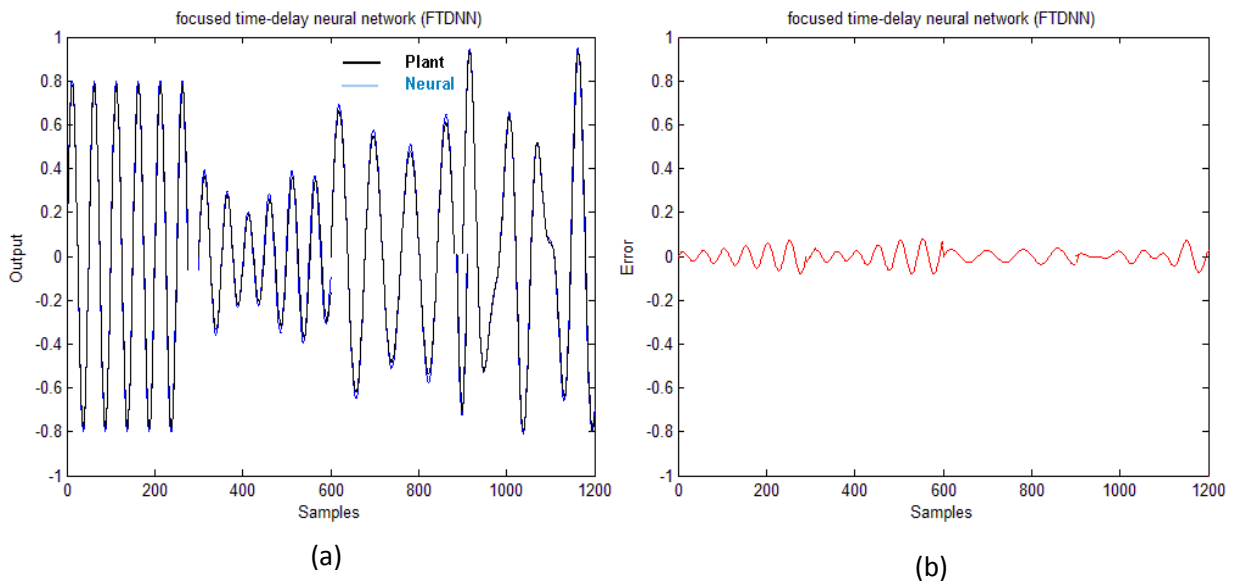 focused time-delay neural network (FTDNN)
1
0.8
0.6
0.4
0.2
0
-0.2
-0.4
-0.6
-0.8
-1
Output
Plant
Neural
0 200 400 600 800 1000 1200
Samples
(a)
focused time-delay neural network (FTDNN)
1
0.8
0.6
0.4
0.2
0
-0.2
-0.4
-0.6
-0.8
-1
Error
0 200 400 600 800 1000 1200
Samples
(b)